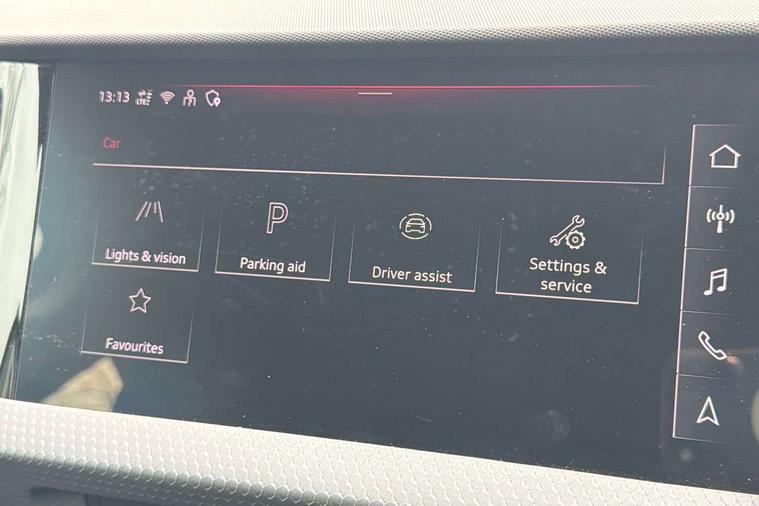 13:13
Car
Lights & vision
P
Parking aid
Driver assist
Settings &
service
Favourites